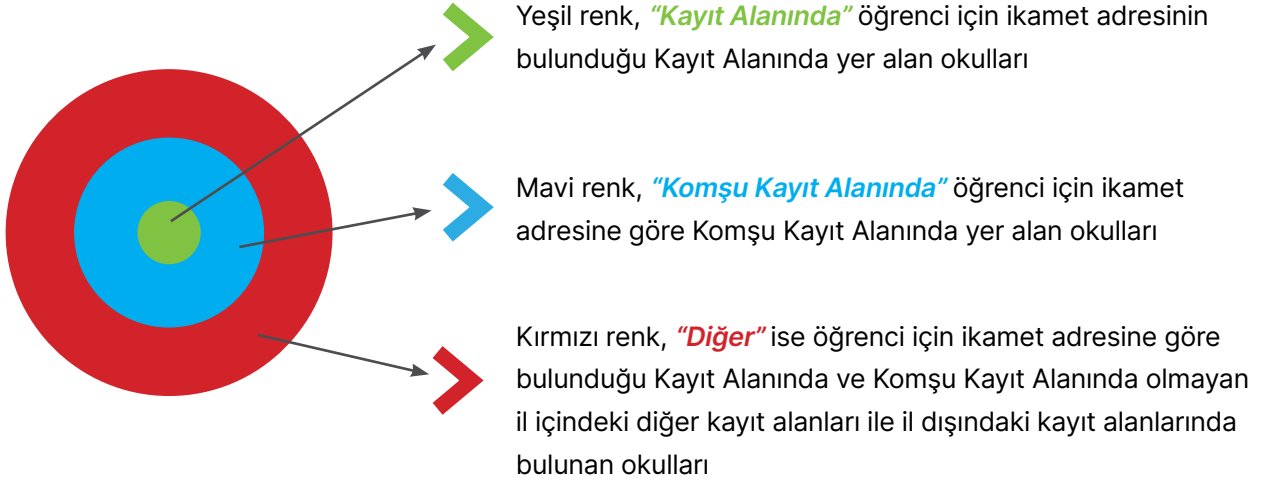 Yeşil renk, “Kayıt Alanında” öğrenci için ikamet adresinin
bulunduğu Kayıt Alanında yer alan okulları
Mavi renk, “Komşu Kayıt Alanında” öğrenci için ikamet
adresine göre Komşu Kayıt Alanında yer alan okulları
Kırmızı renk, “Diğer” ise öğrenci için ikamet adresine göre
bulunduğu Kayıt Alanında ve Komşu Kayıt Alanında olmayan
il içindeki diğer kayıt alanları ile il dışındaki kayıt alanlarında
bulunan okulları